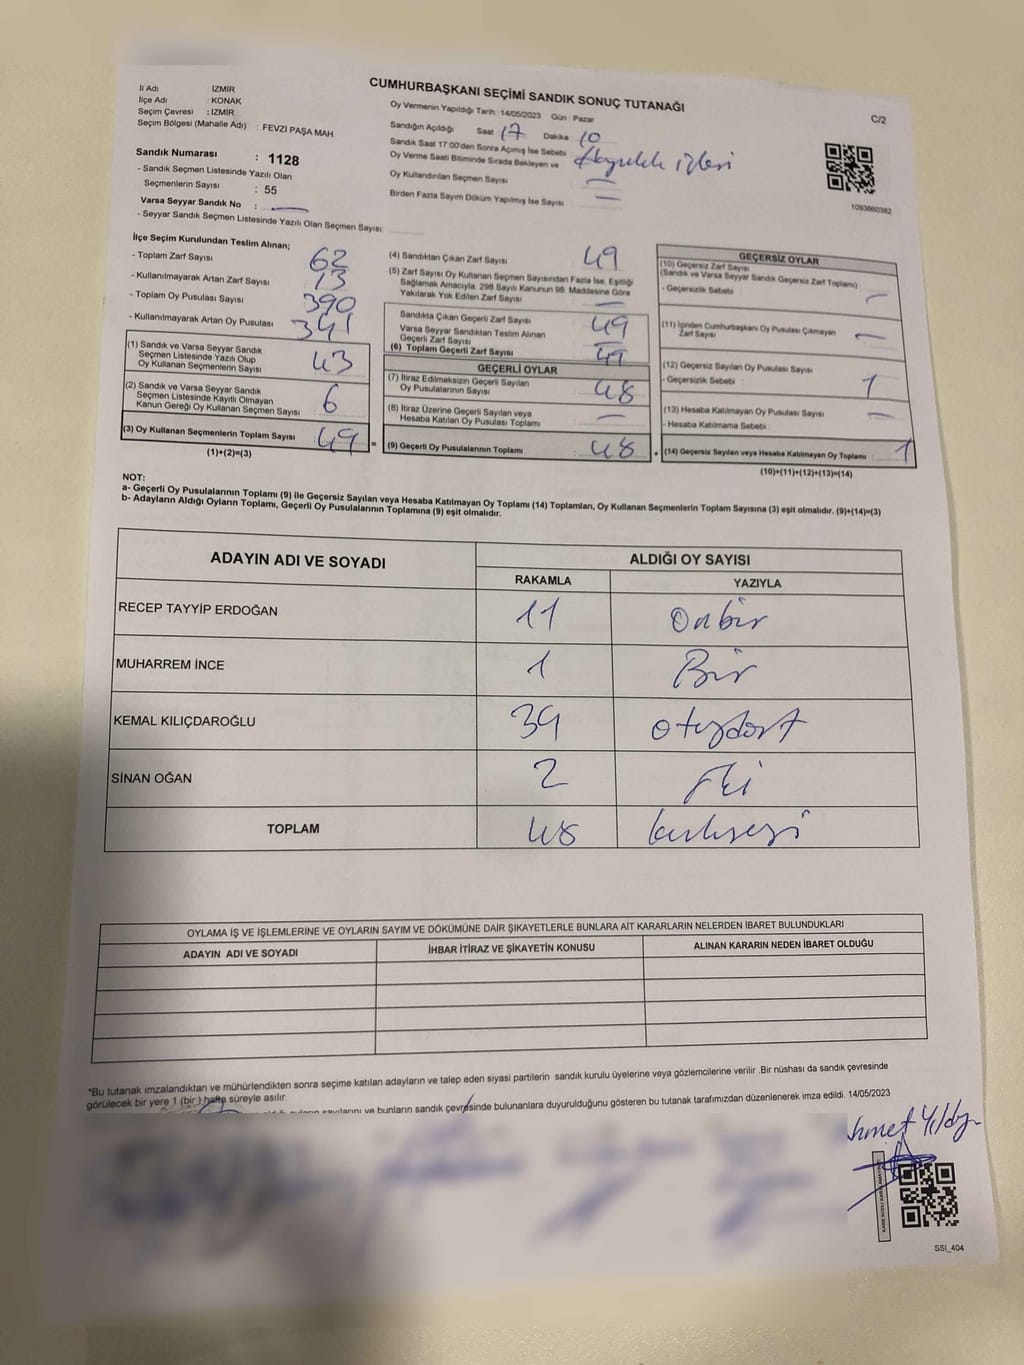 CUMHURBAŞKANI SEÇİMİ SANDIK SONUÇ TUTANAĞI
C/2
İl Adı : İZMİR
İlçe Adı : KONAK
Seçim Çevresi : İZMİR
Seçim Bölgesi (Mahalle Adı) : FEVZİ PAŞA MAH.
Sandık Numarası : 1128
- Sandık Seçmen Listesinde Yazılı Olan
Seçmenlerin Sayısı : 55
Varsa Seyyar Sandık No : —
- Seyyar Sandık Seçmen Listesinde Yazılı Olan Seçmen Sayısı:
Oy Vermenin Yapıldığı Tarih : 14/05/2023 Gün : Pazar
Sandığın Açıldığı Saat 17 Dakika : 10
Sandık Saat 17:00'den Sonra Açımış İse Sebebi :
Oy Verme Saati Bitiminde Sırada Bekleyen ve
Oy Kullandırılan Seçmen Sayısı : —
Birden Fazla Sayım Döküm Yapılmış İse Sayısı : —
1093860382
İlçe Seçim Kurulundan Teslim Alınan;
- Toplam Zarf Sayısı 62
- Kullanılmayarak Artan Zarf Sayısı 13
- Toplam Oy Pusulası Sayısı 390
- Kullanılmayarak Artan Oy Pusulası 341
(1) Sandık ve Varsa Seyyar Sandık
Seçmen Listesinde Yazılı Olup
Oy Kullanan Seçmenlerin Sayısı 43
(2) Sandık ve Varsa Seyyar Sandık
Seçmen Listesinde Kayıtlı Olmayan
Kanun Gereği Oy Kullanan Seçmen Sayısı : 6
(3) Oy Kullanan Seçmenlerin Toplam Sayısı : 49 =
(1)+(2)=(3)
(4) Sandıktan Çıkan Zarf Sayısı 49
(5) Zarf Sayısı Oy Kullanan Seçmen Sayısından Fazla İse, Eşitliği
Sağlamak Amacıyla, 298 Sayılı Kanunun 98. Maddesine Göre
Yakılarak Yok Edilen Zarf Sayısı : —
Sandıkta Çıkan Geçerli Zarf Sayısı : 49
Varsa Seyyar Sandıktan Teslim Alınan
Geçerli Zarf Sayısı : —
(6) Toplam Geçerli Zarf Sayısı : 49
GEÇERLİ OYLAR
(7) İtiraz Edilmeksizin Geçerli Sayılan
Oy Pusulalarının Sayısı : 48
(8) İtiraz Üzerine Geçerli Sayılan veya
Hesaba Katılan Oy Pusulası Toplamı : —
(9) Geçerli Oy Pusulalarının Toplamı : 48 +
GEÇERSİZ OYLAR
(10) Geçersiz Zarf Sayısı
(Sandık ve Varsa Seyyar Sandık Geçersiz Zarf Toplamı)
- Geçersizlik Sebebi : —
(11) İçinden Cumhurbaşkanı Oy Pusulası Çıkmayan
Zarf Sayısı : —
(12) Geçersiz Sayılan Oy Pusulası Sayısı : 1
- Geçersizlik Sebebi :
(13) Hesaba Katılmayan Oy Pusulası Sayısı : —
- Hesaba Katılmama Sebebi :
(14) Geçersiz Sayılan veya Hesaba Katılmayan Oy Toplamı : 1
(10)+(11)+(12)+(13)=(14)
NOT:
a- Geçerli Oy Pusulalarının Toplamı (9) ile Geçersiz Sayılan veya Hesaba Katılmayan Oy Toplamı (14) Toplamları, Oy Kullanan Seçmenlerin Toplam Sayısına (3) eşit olmalıdır. (9)+(14)=(3)
b- Adayların Aldığı Oyların Toplamı, Geçerli Oy Pusulalarının Toplamına (9) eşit olmalıdır.
ADAYIN ADI VE SOYADI ALDIĞI OY SAYISI
RAKAMLA YAZIYLA
RECEP TAYYİP ERDOĞAN 11 Onbir
MUHARREM İNCE 1 Bir
KEMAL KILIÇDAROĞLU 34 otuzdört
SİNAN OĞAN 2 İki
TOPLAM 48 kırksekiz
OYLAMA İŞ VE İŞLEMLERİNE VE OYLARIN SAYIM VE DÖKÜMÜNE DAİR ŞİKAYETLERLE BUNLARA AİT KARARLARIN NELERDEN İBARET BULUNDUKLARI
ADAYIN ADI VE SOYADI İHBAR İTİRAZ VE ŞİKAYETİN KONUSU ALINAN KARARIN NEDEN İBARET OLDUĞU
*Bu tutanak imzalandıktan ve mühürlendikten sonra seçime katılan adayların ve talep eden siyasi partilerin sandık kurulu üyelerine veya gözlemcilerine verilir .Bir nüshası da sandık çevresinde
görülecek bir yere 1 (bir) hafta süreyle asılır.
sayılarını ve bunların sandık çevresinde bulunanlara duyurulduğunu gösteren bu tutanak tarafımızdan düzenlenerek imza edildi. 14/05/2023
SSI_404